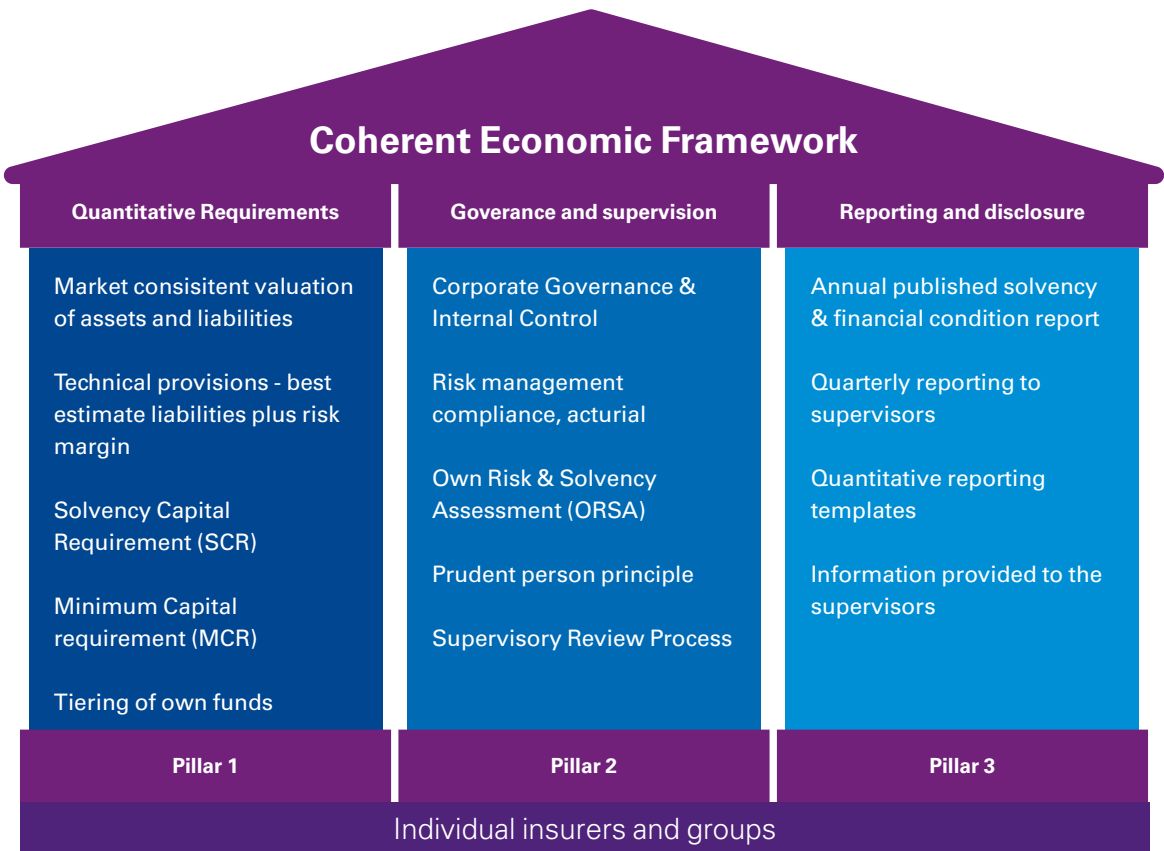 Coherent Economic Framework
Quantitative Requirements
Market consisitent valuation
of assets and liabilities
Technical provisions - best
estimate liabilities plus risk
margin
Solvency Capital
Requirement (SCR)
Minimum Capital
requirement (MCR)
Tiering of own funds
Pillar 1
Goverance and supervision
Corporate Governance &
Internal Control
Risk management
compliance, acturial
Own Risk & Solvency
Assessment (ORSA)
Prudent person principle
Supervisory Review Process
Pillar 2
Reporting and disclosure
Annual published solvency
& financial condition report
Quarterly reporting to
supervisors
Quantitative reporting
templates
Information provided to the
supervisors
Pillar 3
Individual insurers and groups